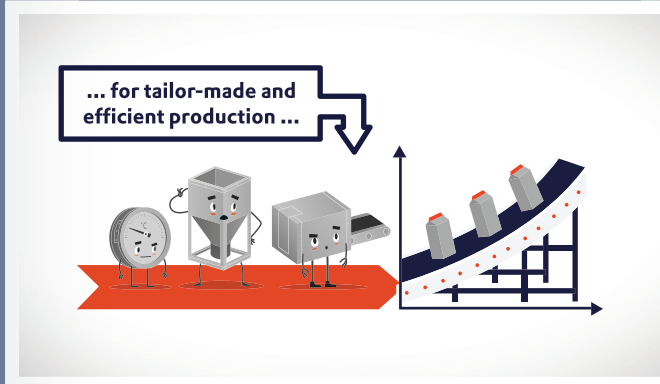 ... for tailor-made and
efficient production ...
°C